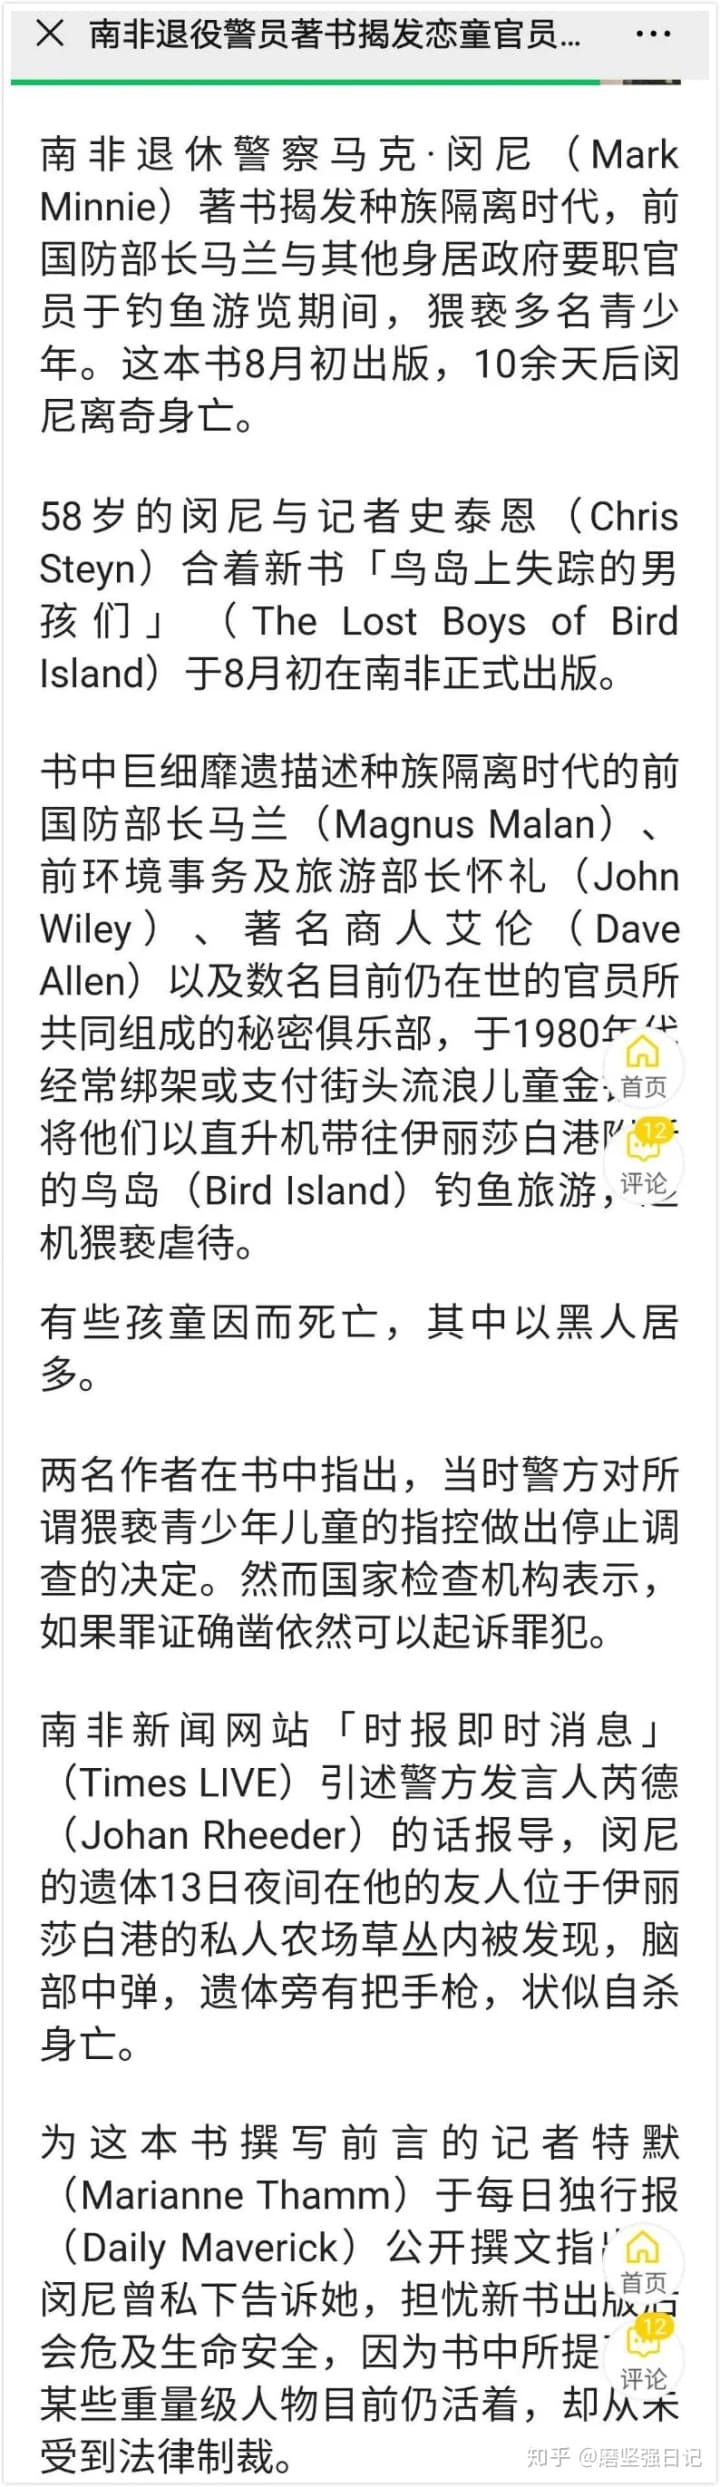 南非退役警员著书揭发恋童官员...
南非退休警察马克·闵尼（Mark
Minnie）著书揭发种族隔离时代，前
国防部长马兰与其他身居政府要职官
员于钓鱼游览期间，猥亵多名青少
年。这本书8月初出版，10余天后闵
尼离奇身亡。
58岁的闵尼与记者史泰恩（Chris
Steyn）合着新书「鸟岛上失踪的男
孩们」（The Lost Boys of Bird
Island）于8月初在南非正式出版。
书中巨细靡遗描述种族隔离时代的前
国防部长马兰（Magnus Malan）、
前环境事务及旅游部长怀礼（John
Wiley）、著名商人艾伦（Dave
Allen）以及数名目前仍在世的官员所
共同组成的秘密俱乐部，于1980年代
经常绑架或支付街头流浪儿童金
首页
将他们以直升机带往伊丽莎白港
12
的鸟岛（Bird Island）钓鱼旅游，
评论
机猥亵虐待。
有些孩童因而死亡，其中以黑人居
多。
两名作者在书中指出，当时警方对所
谓猥亵青少年儿童的指控做出停止调
查的决定。然而国家检查机构表示，
如果罪证确凿依然可以起诉罪犯。
南非新闻网站「时报即时消息」
（Times LIVE）引述警方发言人芮德
（Johan Rheeder）的话报导，闵尼
的遗体13日夜间在他的友人位于伊丽
莎白港的私人农场草丛内被发现，脑
部中弹，遗体旁有把手枪，状似自杀
身亡。
为这本书撰写前言的记者特默
（Marianne Thamm）于每日独行报
（Daily Maverick）公开撰文指
首页
闵尼曾私下告诉她，担忧新书出版后
12
会危及生命安全，因为书中所提
评论
某些重量级人物目前仍活着，却从未
受到法律制裁。
知乎 @磨坚强日记